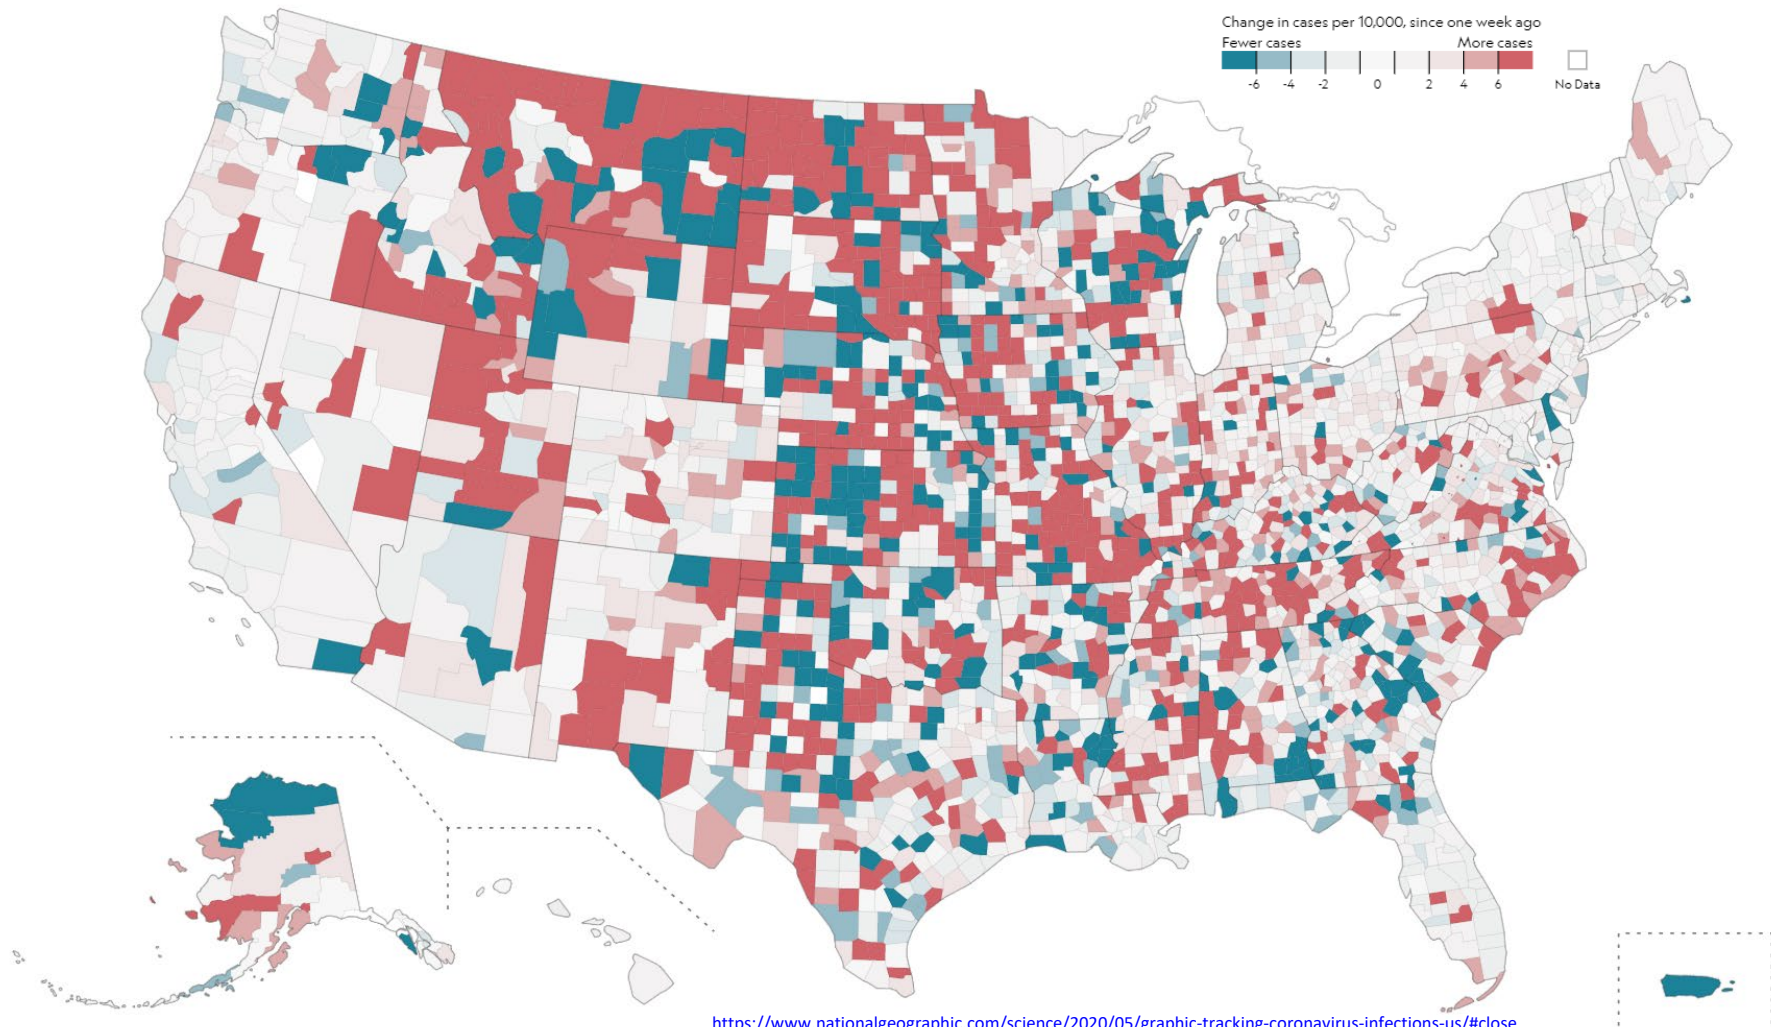 Change in cases per 10,000, since one week ago
Fewer cases More cases
-6 -4 -2 0 2 4 6 No Data
https://www.nationalgeographic.com/science/2020/05/graphic-tracking-coronavirus-infections-us/#close